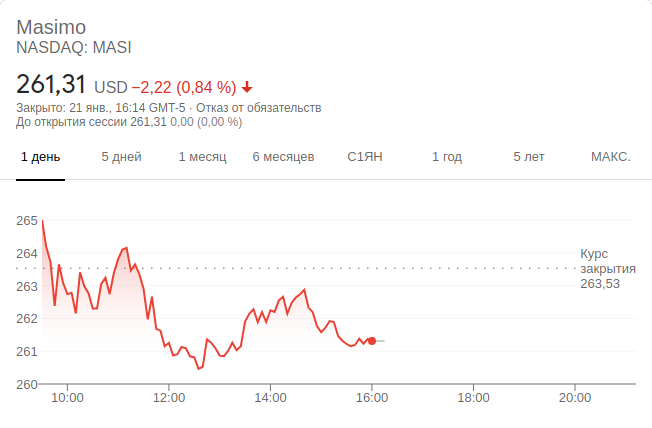 Masimo
NASDAQ: MASI
261,31 USD −2,22 (0,84 %)
Закрыто: 21 янв., 16:14 GMT-5 · Отказ от обязательств
До открытия сессии 261,31 0,00 (0,00 %)
1 день 5 дней 1 месяц 6 месяцев С1ЯН 1 год 5 лет МАКС.
265
264
263
262
261
260
Курс
закрытия
263,53
10:00 12:00 14:00 16:00 18:00 20:00